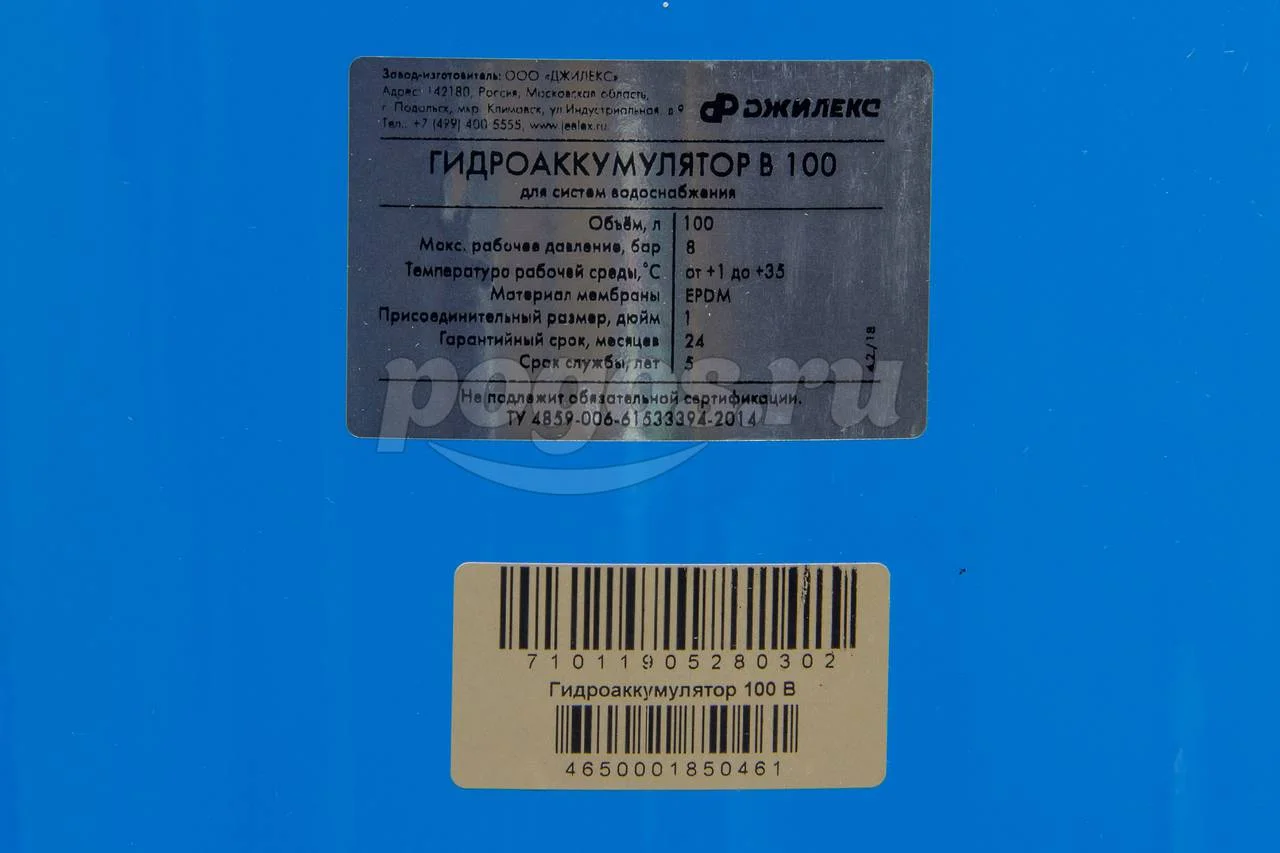 Завод-изготовитель: ООО «ДЖИЛЕКС»
Адрес: 142180, Россия, Московская область,
г. Подольск, мкр. Климовск, ул. Индустриальная, д. 9
Тел.: +7 (499) 400 5555, www.jeelex.ru
ДЖИЛЕКС
ГИДРОАККУМУЛЯТОР В 100
для систем водоснабжения
Объём, л 100
Макс. рабочее давление, бар 8
Температура рабочей среды, °С от +1 до +35
Материал мембраны EPDM
Присоединительный размер, дюйм 1
Гарантийный срок, месяцев 24
Срок службы, лет 5
4.2/18
Не подлежит обязательной сертификации.
ТУ 4859-006-61533394-2014
pogos.ru
71011905280302
Гидроаккумулятор 100 В
4650001850461